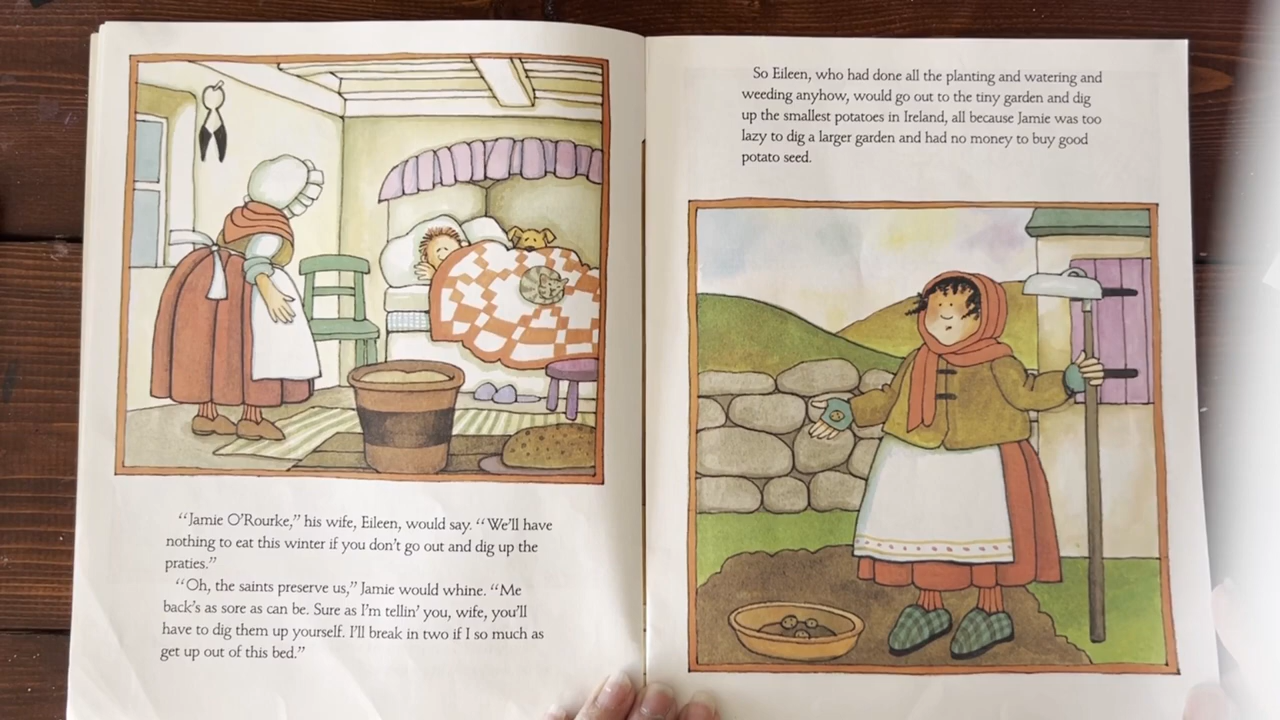 “Jamie O’Rourke,” his wife, Eileen, would say. “We’ll have
nothing to eat this winter if you don’t go out and dig up the
praties.”
“Oh, the saints preserve us,” Jamie would whine. “Me
back’s as sore as can be. Sure as I’m tellin’ you, wife, you’ll
have to dig them up yourself. I’ll break in two if I so much as
get up out of this bed.”
So Eileen, who had done all the planting and watering and
weeding anyhow, would go out to the tiny garden and dig
up the smallest potatoes in Ireland, all because Jamie was too
lazy to dig a larger garden and had no money to buy good
potato seed.